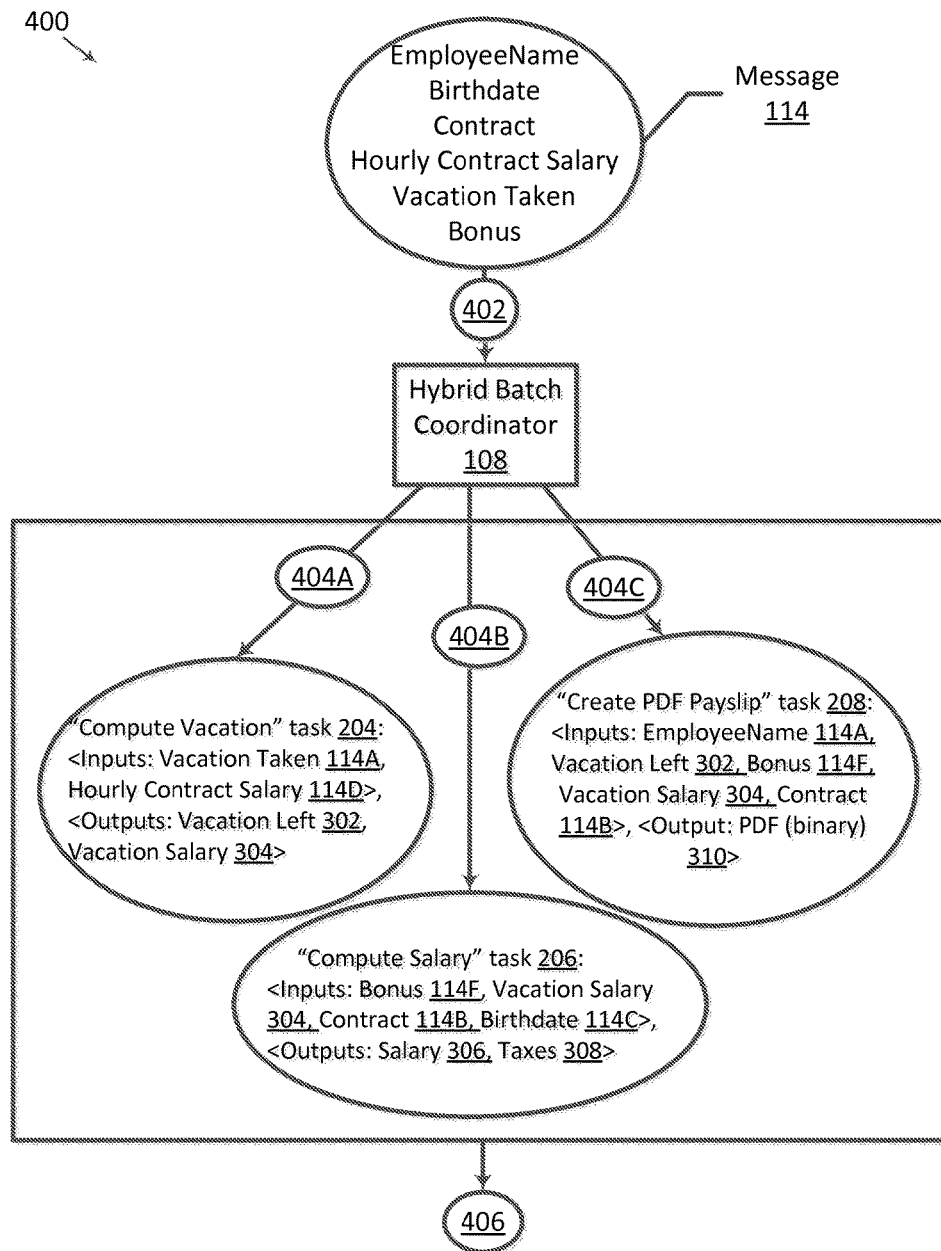 400
EmployeeName
Birthdate
Contract
Hourly Contract Salary
Vacation Taken
Bonus
Message
114
402
Hybrid Batch
Coordinator
108
404A
404B
404C
"Compute Vacation" task 204:
<Inputs: Vacation Taken 114A,
Hourly Contract Salary 114D>,
<Outputs: Vacation Left 302,
Vacation Salary 304>
"Create PDF Payslip" task 208:
<Inputs: EmployeeName 114A,
Vacation Left 302, Bonus 114F,
Vacation Salary 304, Contract
114B>, <Output: PDF (binary)
310>
"Compute Salary" task 206:
<Inputs: Bonus 114F, Vacation Salary
304, Contract 114B, Birthdate 114C>,
<Outputs: Salary 306, Taxes 308>
406